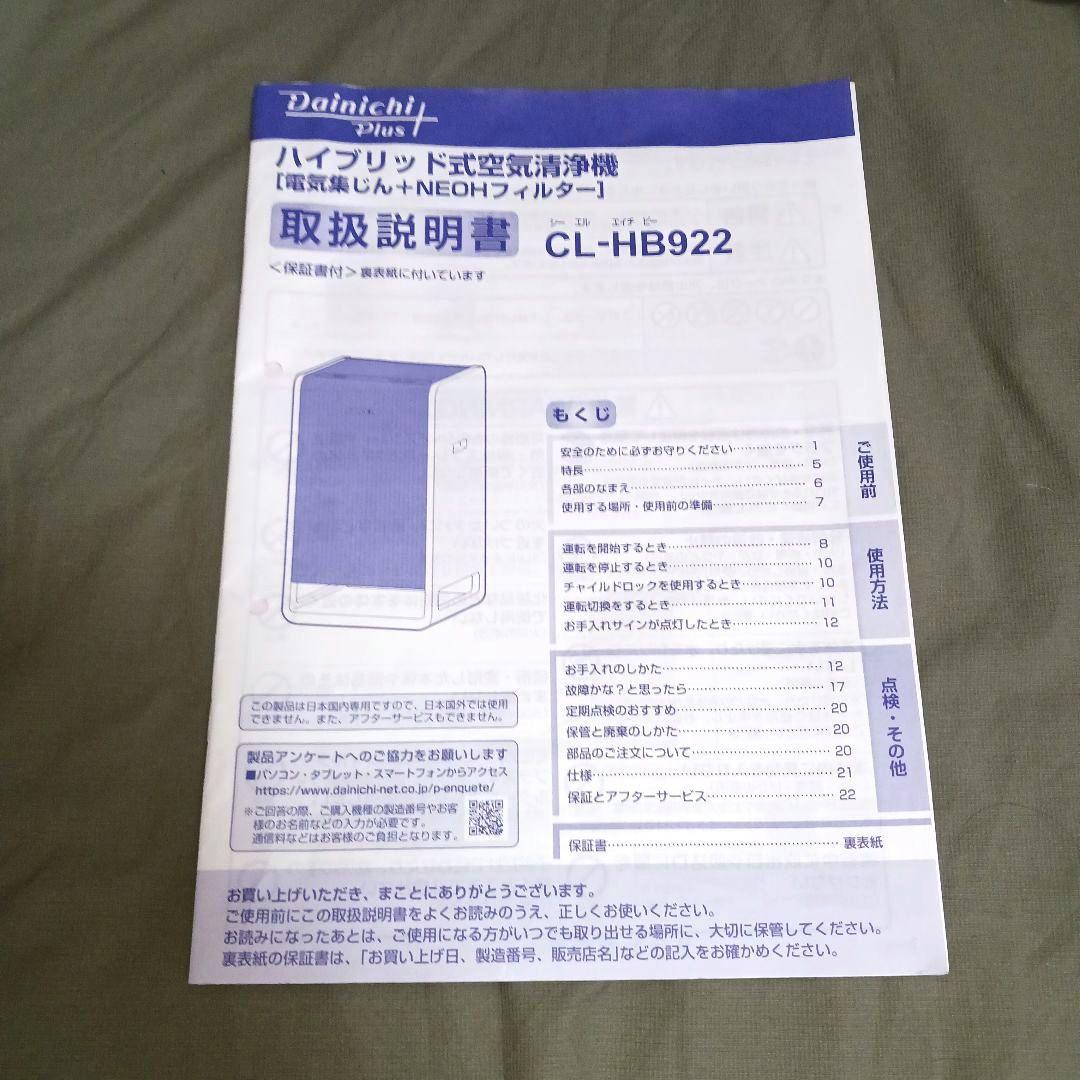 Dainichi
Plus
ハイブリッド式空気清浄機
[電気集じん+NEOHフィルター]
取扱説明書
シー エル エイチ ビー
CL-HB922
<保証書付>裏表紙に付いています
もくじ
安全のために必ずお守りください 1
特長 5
各部のなまえ 6
使用する場所・使用前の準備 7
ご使用前
運転を開始するとき 8
運転を停止するとき 10
チャイルドロックを使用するとき 10
運転切換をするとき 11
お手入れサインが点灯したとき 12
使用方法
お手入れのしかた 12
故障かな?と思ったら 17
定期点検のおすすめ 20
保管と廃棄のしかた 20
部品のご注文について 20
仕様 21
保証とアフターサービス 22
点検・その他
保証書 裏表紙
この製品は日本国内専用ですので、日本国外では使用
できません。また、アフターサービスもできません。
製品アンケートへのご協力をお願いします
■パソコン・タブレット・スマートフォンからアクセス
https://www.dainichi-net.co.jp/p-enquete/
※ご回答の際、ご購入機種の製造番号やお客
様のお名前などの入力が必要です。
通信料などはお客様のご負担となります。
お買い上げいただき、まことにありがとうございます。
ご使用前にこの取扱説明書をよくお読みのうえ、正しくお使いください。
お読みになったあとは、ご使用になる方がいつでも取り出せる場所に、大切に保管してください。
裏表紙の保証書は、「お買い上げ日、製造番号、販売店名」などの記入をお確かめください。